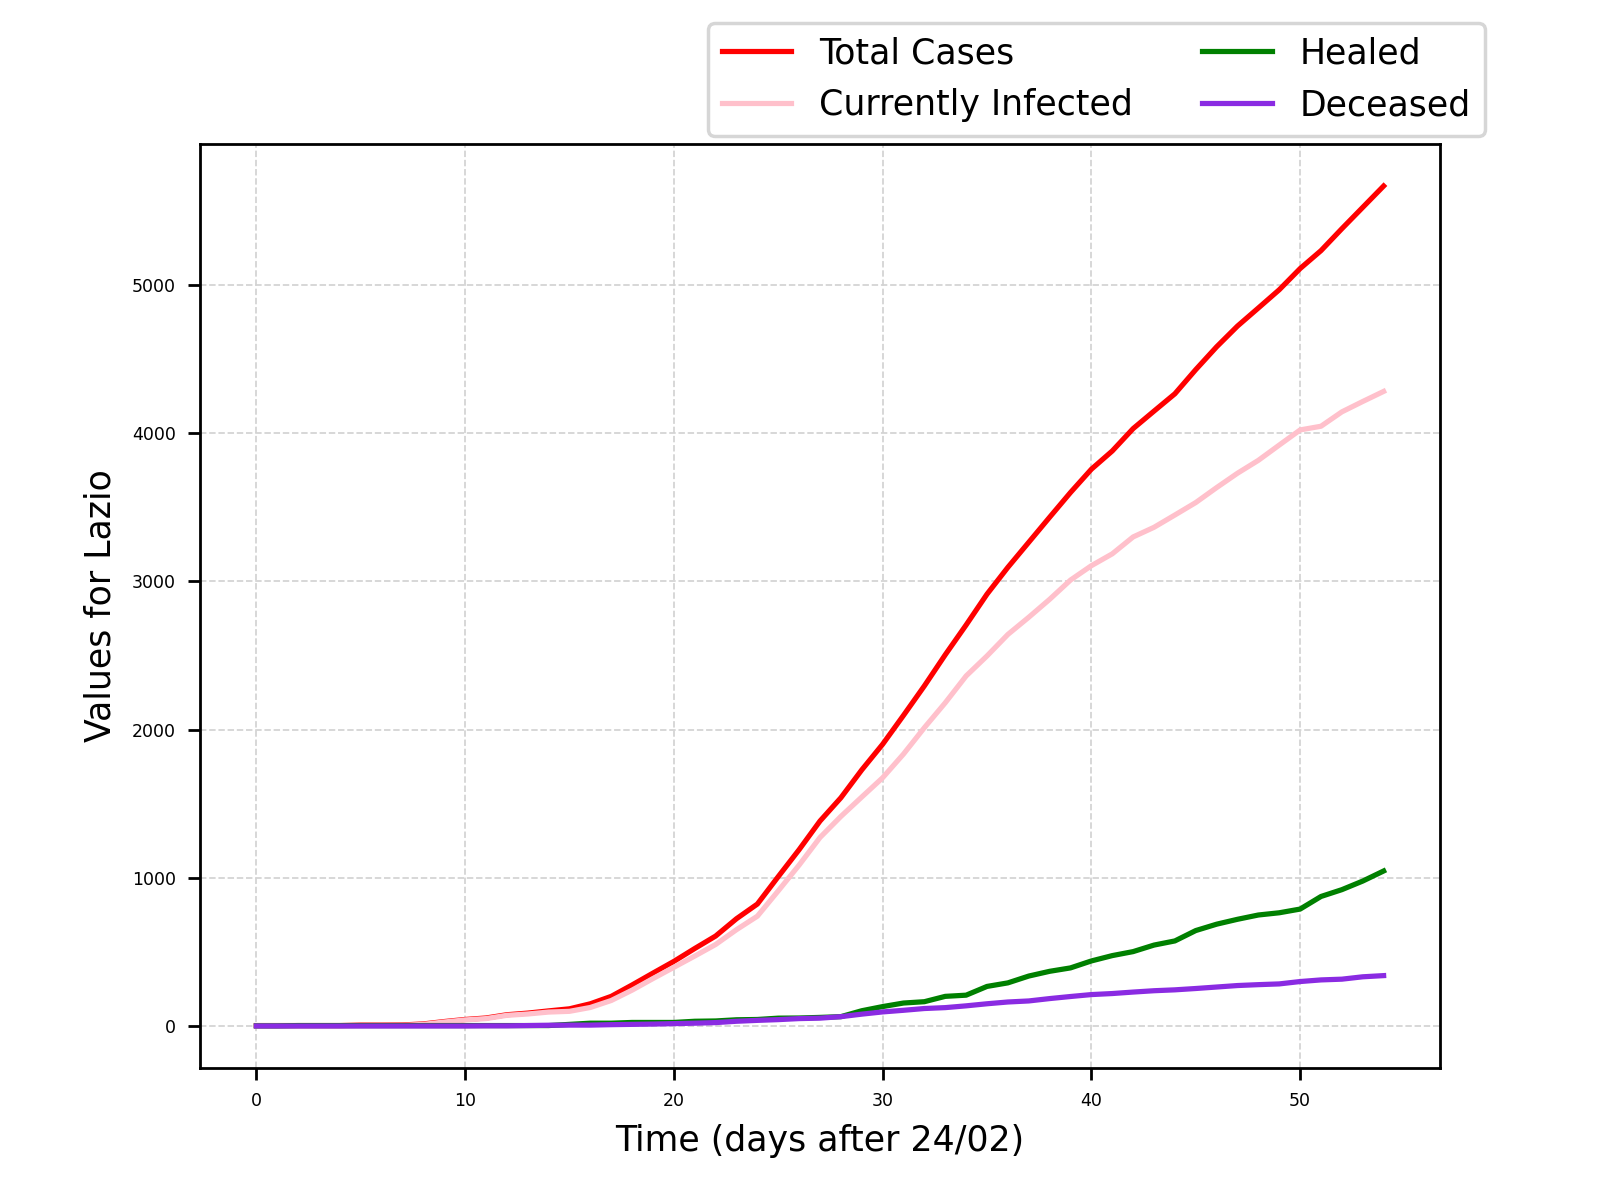 Total Cases
Currently Infected
Healed
Deceased
Values for Lazio
5000
4000
3000
2000
1000
0
0 10 20 30 40 50
Time (days after 24/02)